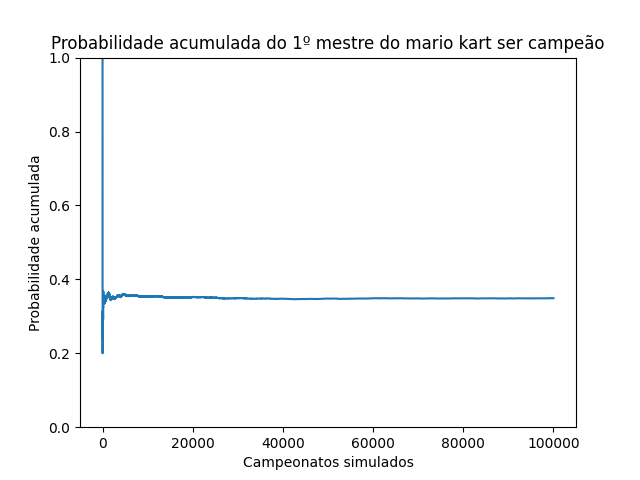 Probabilidade acumulada do 1º mestre do mario kart ser campeão
1.0
0.8
0.6
0.4
0.2
0.0
Probabilidade acumulada
0 20000 40000 60000 80000 100000
Campeonatos simulados